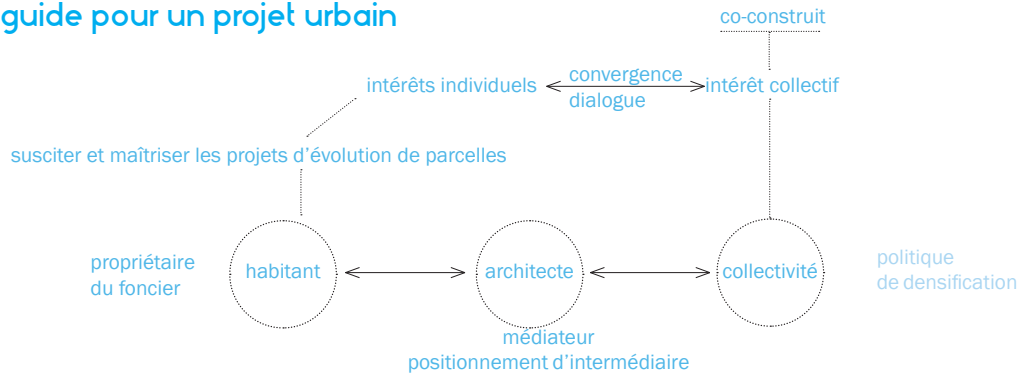 guide pour un projet urbain
co-construit
intérêts individuels
convergence
dialogue
intérêt collectif
susciter et maîtriser les projets d'évolution de parcelles
propriétaire
du foncier
habitant
architecte
collectivité
politique
de densification
médiateur
positionnement d'intermédiaire